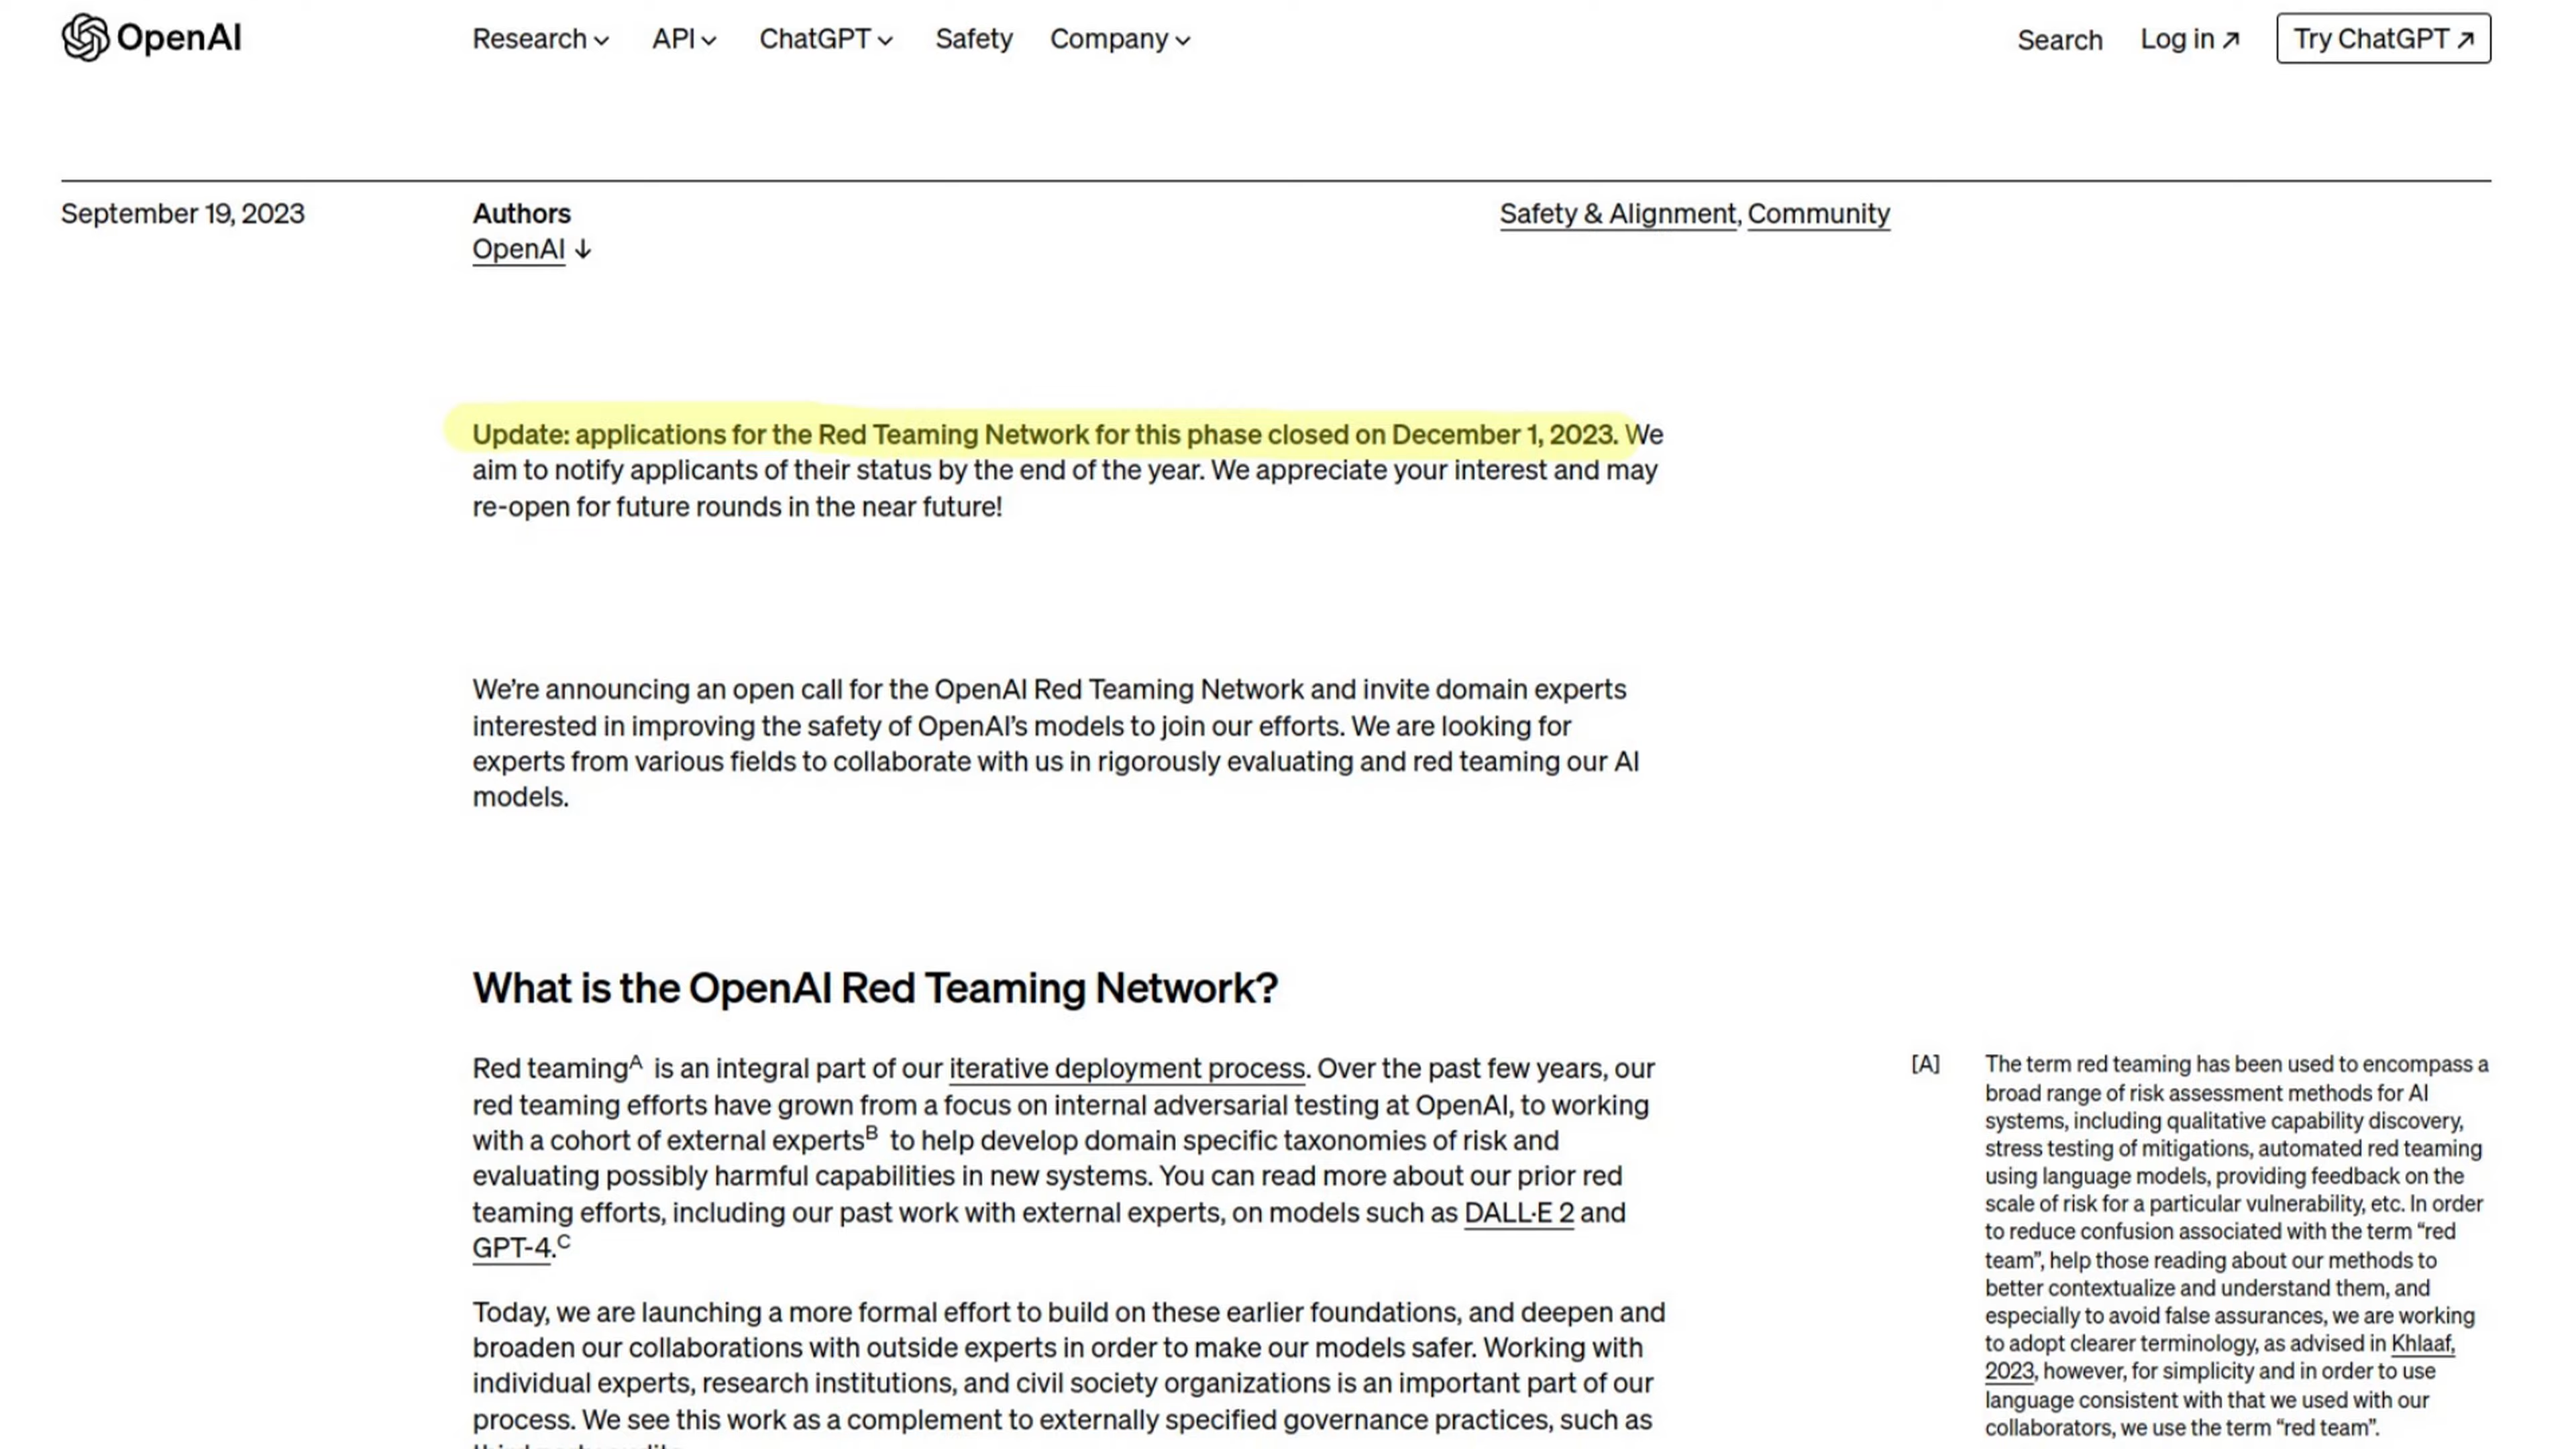 OpenAI
Research
API
ChatGPT
Safety
Company
Search
Log in ↗
Try ChatGPT ↗
September 19, 2023
Authors
OpenAI ↓
Safety & Alignment, Community
Update: applications for the Red Teaming Network for this phase closed on December 1, 2023. We
aim to notify applicants of their status by the end of the year. We appreciate your interest and may
re-open for future rounds in the near future!
We’re announcing an open call for the OpenAI Red Teaming Network and invite domain experts
interested in improving the safety of OpenAI’s models to join our efforts. We are looking for
experts from various fields to collaborate with us in rigorously evaluating and red teaming our AI
models.
What is the OpenAI Red Teaming Network?
Red teamingA is an integral part of our iterative deployment process. Over the past few years, our
red teaming efforts have grown from a focus on internal adversarial testing at OpenAI, to working
with a cohort of external expertsB to help develop domain specific taxonomies of risk and
evaluating possibly harmful capabilities in new systems. You can read more about our prior red
teaming efforts, including our past work with external experts, on models such as DALL·E 2 and
GPT-4.C
Today, we are launching a more formal effort to build on these earlier foundations, and deepen and
broaden our collaborations with outside experts in order to make our models safer. Working with
individual experts, research institutions, and civil society organizations is an important part of our
process. We see this work as a complement to externally specified governance practices, such as
[A] The term red teaming has been used to encompass a
broad range of risk assessment methods for AI
systems, including qualitative capability discovery,
stress testing of mitigations, automated red teaming
using language models, providing feedback on the
scale of risk for a particular vulnerability, etc. In order
to reduce confusion associated with the term “red
team”, help those reading about our methods to
better contextualize and understand them, and
especially to avoid false assurances, we are working
to adopt clearer terminology, as advised in Khlaaf,
2023, however, for simplicity and in order to use
language consistent with that we used with our
collaborators, we use the term “red team”.